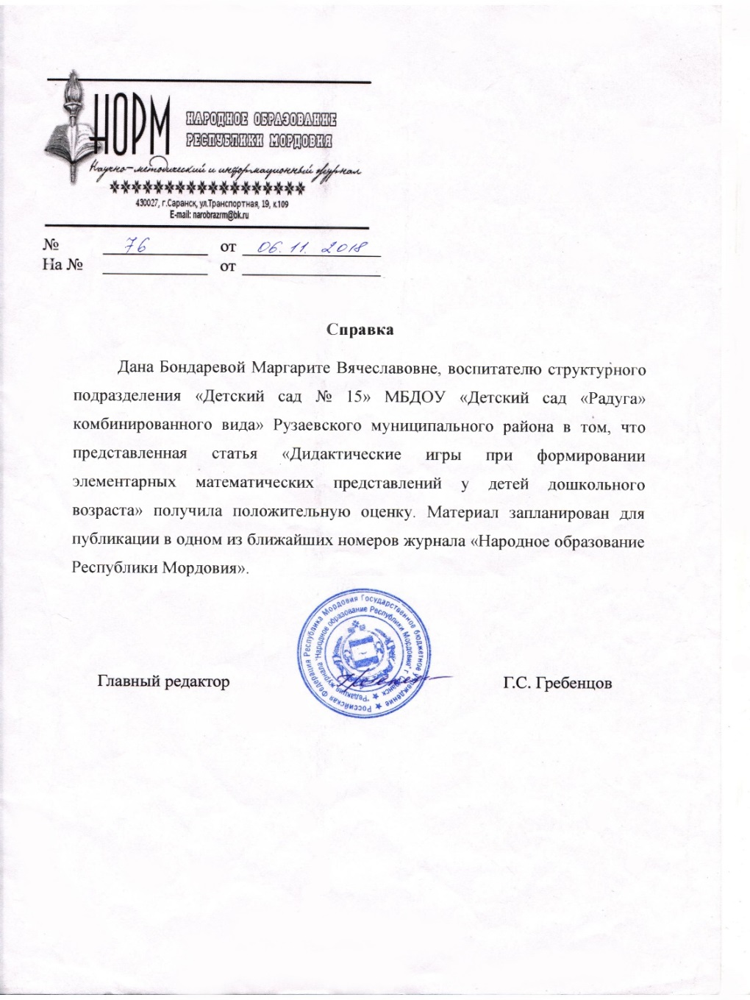 НОРМ
НАРОДНОЕ ОБРАЗОВАНИЕ
РЕСПУБЛИКИ МОРДОВИЯ
Научно-методический и информационный журнал
430027, г.Саранск, ул.Транспортная, 19, к.109
E-mail: narobrazrm@bk.ru
№ 76 от 06.11.2018
На № от
Справка
Дана Бондаревой Маргарите Вячеславовне, воспитателю структурного
подразделения «Детский сад № 15» МБДОУ «Детский сад «Радуга»
комбинированного вида» Рузаевского муниципального района в том, что
представленная статья «Дидактические игры при формировании
элементарных математических представлений у детей дошкольного
возраста» получила положительную оценку. Материал запланирован для
публикации в одном из ближайших номеров журнала «Народное образование
Республики Мордовия».
Российская Федерация Республика Мордовия Государственное бюджетное учреждение
"Редакция журнала "Народное образование Республики Мордовия" г.
Главный редактор Г.С. Гребенцов